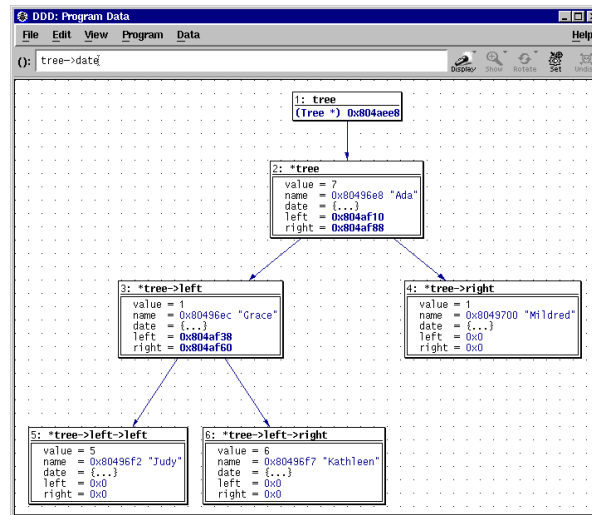 DDD: Program Data
File Edit View Program Data Help
(): tree->date
Display Show Rotate Set Undisp
1: tree
(Tree *) 0x804aee8
2: *tree
value = 7
name = 0x80496e8 "Ada"
date = {...}
left = 0x804af10
right = 0x804af88
3: *tree->left
value = 1
name = 0x80496ec "Grace"
date = {...}
left = 0x804af38
right = 0x804af60
4: *tree->right
value = 1
name = 0x8049700 "Mildred"
date = {...}
left = 0x0
right = 0x0
5: *tree->left->left
value = 5
name = 0x80496f2 "Judy"
date = {...}
left = 0x0
right = 0x0
6: *tree->left->right
value = 6
name = 0x80496f7 "Kathleen"
date = {...}
left = 0x0
right = 0x0